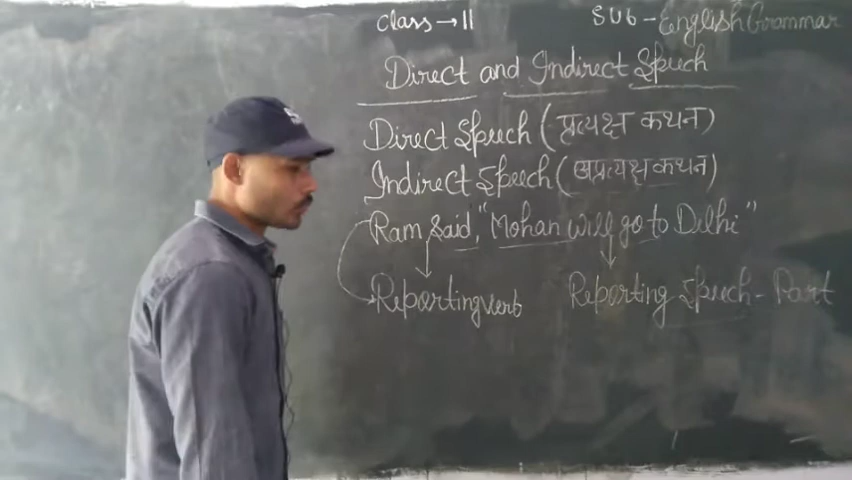 Class → 11 SUB - English Grammar
Direct and Indirect Speech
Direct Speech (प्रत्यक्ष कथन)
Indirect Speech (अप्रत्यक्ष कथन)
Ram Said, "Mohan will go to Delhi"
Reporting verb Reporting Speech - Part